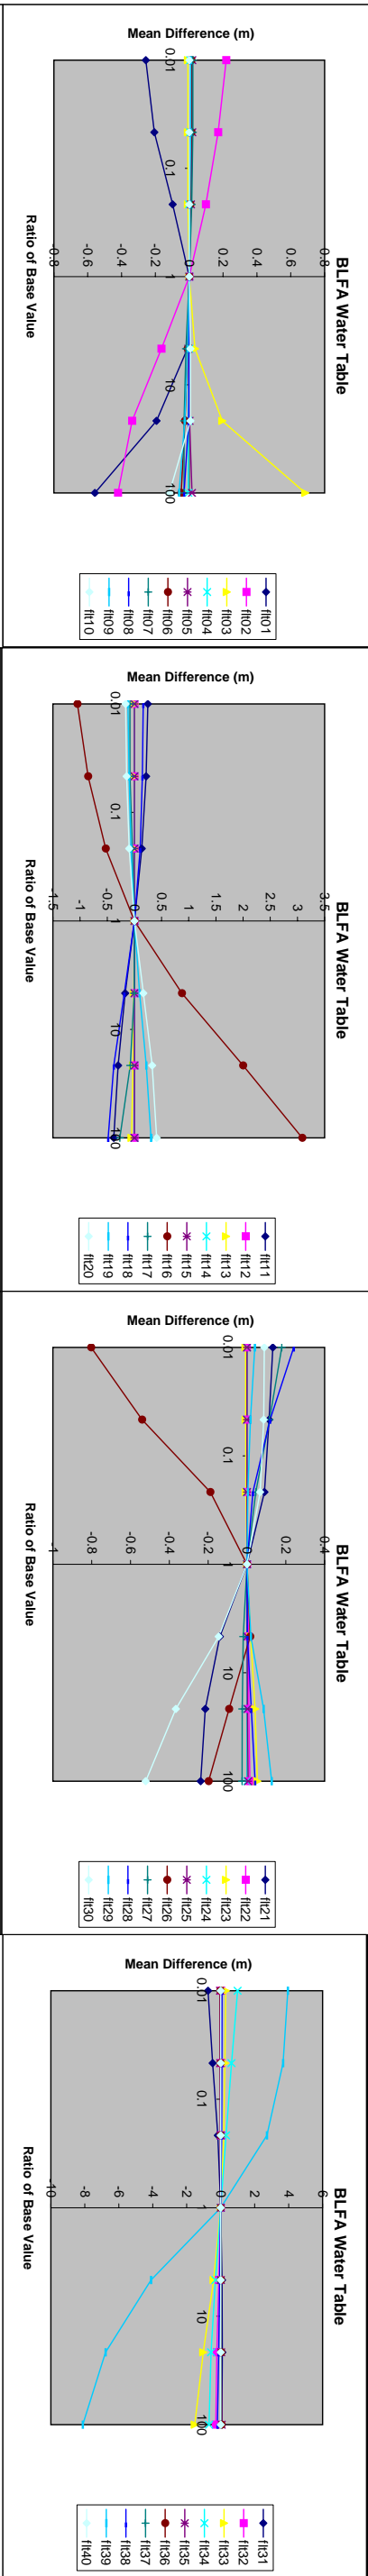 BLFA Water Table
Mean Difference (m)
0.8
0.6
0.4
0.2
0
-0.2
-0.4
-0.6
-0.8
0.01
0.1
1
10
100
Ratio of Base Value
flt01
flt02
flt03
flt04
flt05
flt06
flt07
flt08
flt09
flt10
BLFA Water Table
Mean Difference (m)
3.5
3
2.5
2
1.5
1
0.5
0
-0.5
-1
-1.5
0.01
0.1
1
10
100
Ratio of Base Value
flt11
flt12
flt13
flt14
flt15
flt16
flt17
flt18
flt19
flt20
BLFA Water Table
Mean Difference (m)
0.4
0.2
0
-0.2
-0.4
-0.6
-0.8
-1
0.01
0.1
1
10
100
Ratio of Base Value
flt21
flt22
flt23
flt24
flt25
flt26
flt27
flt28
flt29
flt30
BLFA Water Table
Mean Difference (m)
6
4
2
0
-2
-4
-6
-8
-10
0.01
0.1
1
10
100
Ratio of Base Value
flt31
flt32
flt33
flt34
flt35
flt36
flt37
flt38
flt39
flt40